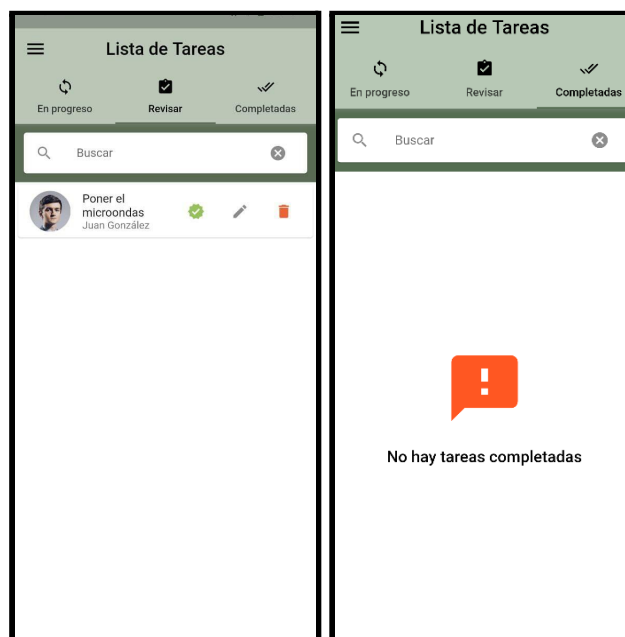 Lista de Tareas
En progreso
Revisar
Completadas
Buscar
Poner el
microondas
Juan González
Lista de Tareas
En progreso
Revisar
Completadas
Buscar
No hay tareas completadas